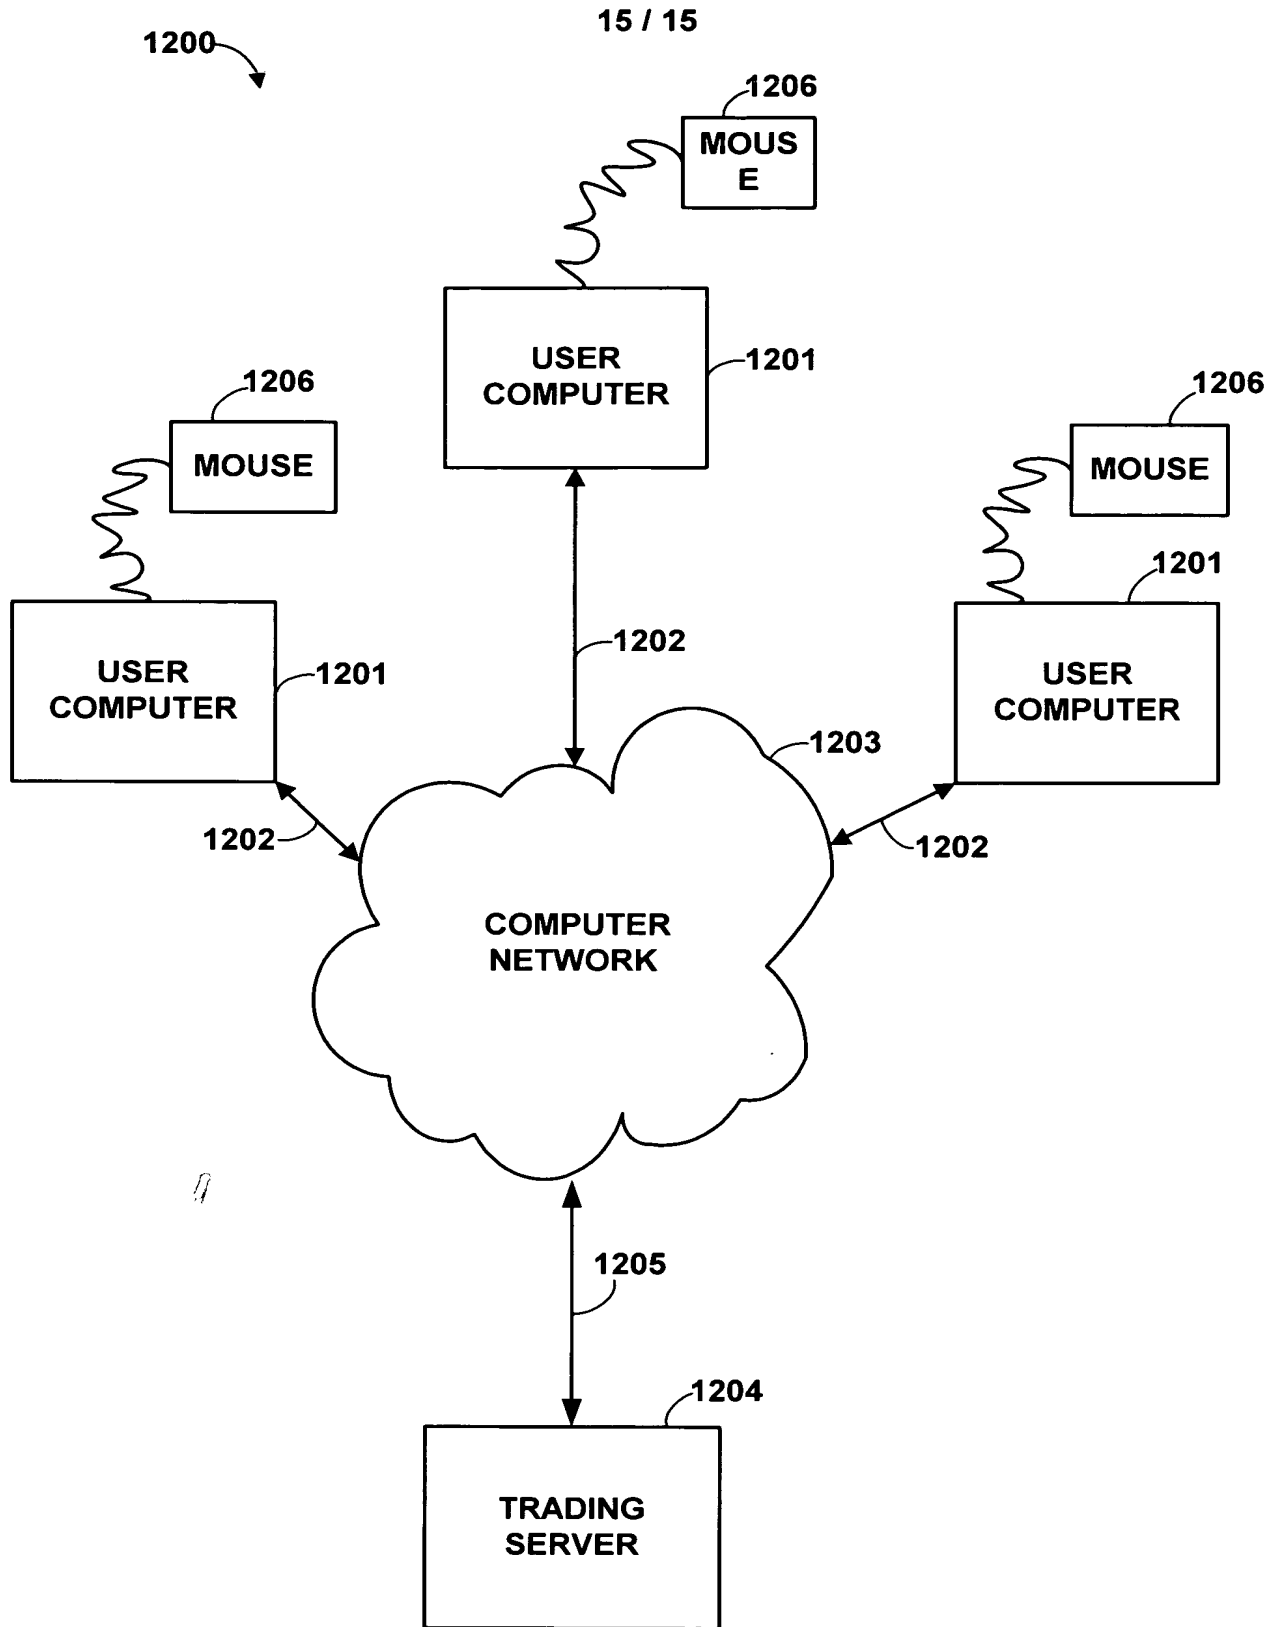 15 / 15
1200
1206
MOUS
E
USER
COMPUTER
1201
1206
MOUSE
1206
MOUSE
1201
USER
COMPUTER
1201
USER
COMPUTER
1202
1203
1202
1202
COMPUTER
NETWORK
1205
1204
TRADING
SERVER